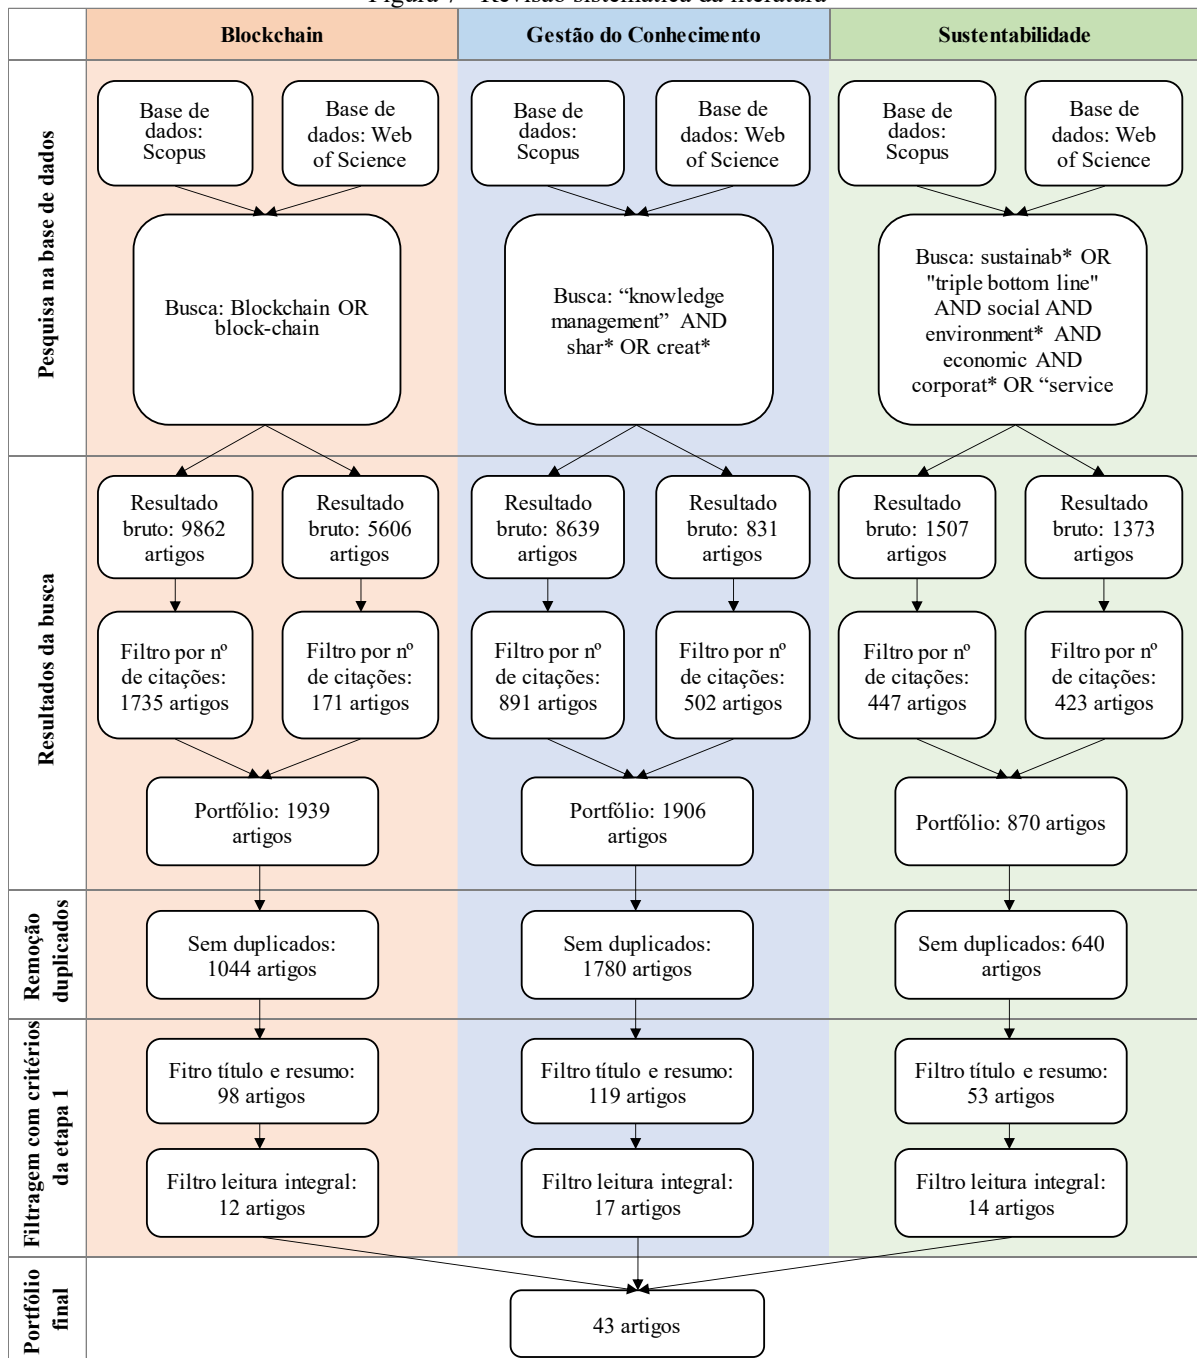 Figura 7 - Revisão sistemática da literatura
Blockchain
Gestão do Conhecimento
Sustentabilidade
Pesquisa na base de dados
Base de
dados:
Scopus
Base de
dados: Web
of Science
Base de
dados:
Scopus
Base de
dados: Web
of Science
Base de
dados:
Scopus
Base de
dados: Web
of Science
Busca: Blockchain OR
block-chain
Busca: “knowledge
management” AND
shar* OR creat*
Busca: sustainab* OR
"triple bottom line"
AND social AND
environment* AND
economic AND
corporat* OR “service
Resultados da busca
Resultado
bruto: 9862
artigos
Resultado
bruto: 5606
artigos
Resultado
bruto: 8639
artigos
Resultado
bruto: 831
artigos
Resultado
bruto: 1507
artigos
Resultado
bruto: 1373
artigos
Filtro por nº
de citações:
1735 artigos
Filtro por nº
de citações:
171 artigos
Filtro por nº
de citações:
891 artigos
Filtro por nº
de citações:
502 artigos
Filtro por nº
de citações:
447 artigos
Filtro por nº
de citações:
423 artigos
Portfólio: 1939
artigos
Portfólio: 1906
artigos
Portfólio: 870 artigos
Remoção
duplicados
Sem duplicados:
1044 artigos
Sem duplicados:
1780 artigos
Sem duplicados: 640
artigos
Filtragem com critérios
da etapa 1
Fitro título e resumo:
98 artigos
Filtro título e resumo:
119 artigos
Filtro título e resumo:
53 artigos
Filtro leitura integral:
12 artigos
Filtro leitura integral:
17 artigos
Filtro leitura integral:
14 artigos
Portfólio
final
43 artigos